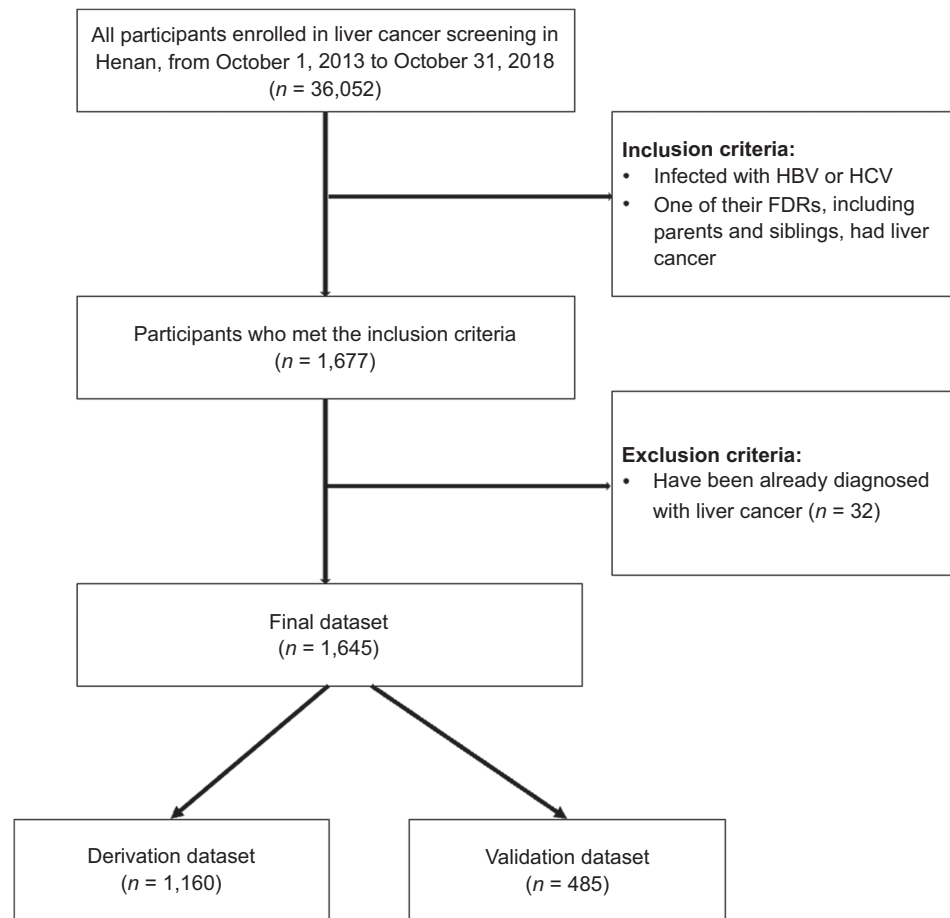 All participants enrolled in liver cancer screening in
Henan, from October 1, 2013 to October 31, 2018
(n = 36,052)
Inclusion criteria:
• Infected with HBV or HCV
• One of their FDRs, including
parents and siblings, had liver
cancer
Participants who met the inclusion criteria
(n = 1,677)
Exclusion criteria:
• Have been already diagnosed
with liver cancer (n = 32)
Final dataset
(n = 1,645)
Derivation dataset
(n = 1,160)
Validation dataset
(n = 485)